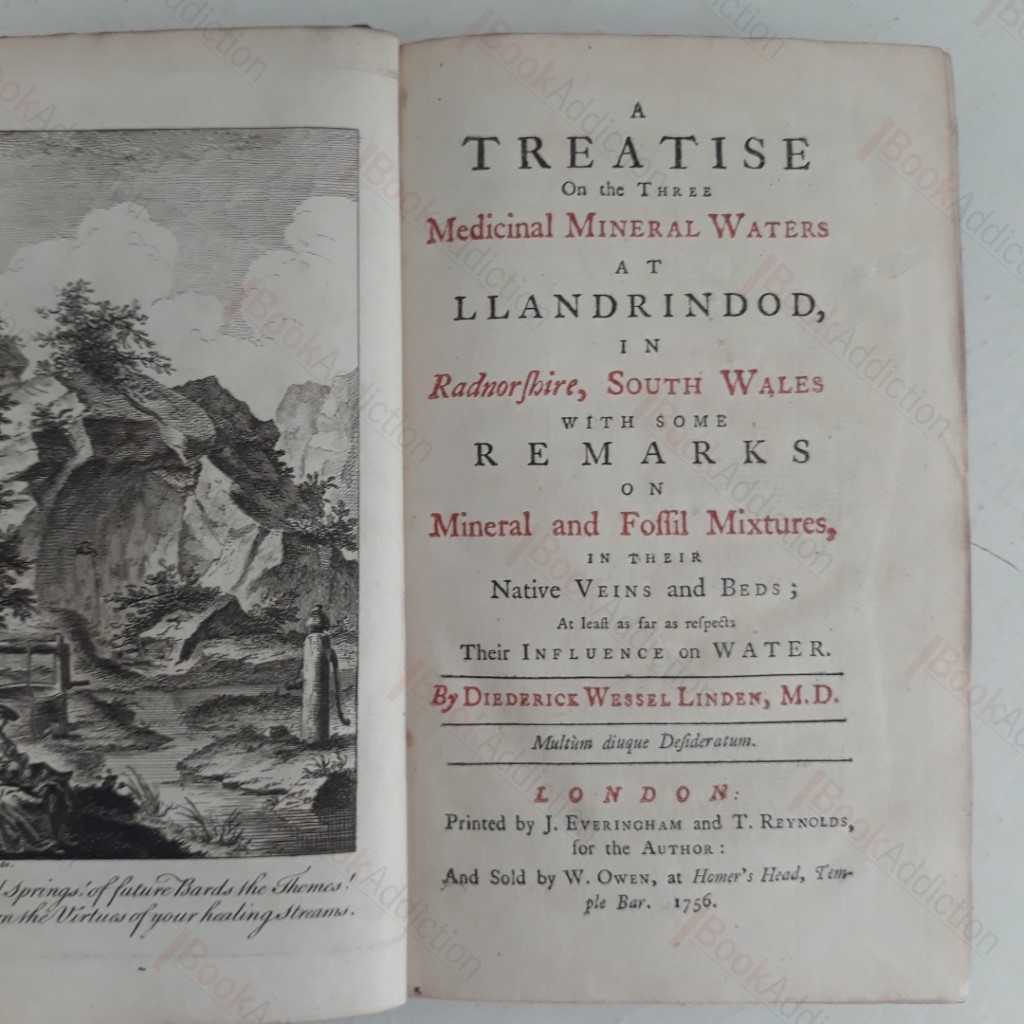 Springs! of future Bards the Themes!
the Virtues of your healing Streams.
A
TREATISE
On the THREE
Medicinal MINERAL WATERS
AT
LLANDRINDOD,
IN
Radnorſhire, SOUTH WALES
WITH SOME
REMARKS
ON
Mineral and Foſſil Mixtures,
IN THEIR
Native VEINS and BEDS;
At leaſt as far as reſpects
Their INFLUENCE on WATER.
By DIEDERICK WESSEL LINDEN, M.D.
Multùm diuque Deſideratum.
LONDON:
Printed by J. EVERINGHAM and T. REYNOLDS,
for the AUTHOR:
And Sold by W. OWEN, at Homer's Head, Tem-
ple Bar. 1756.
BookAddiction